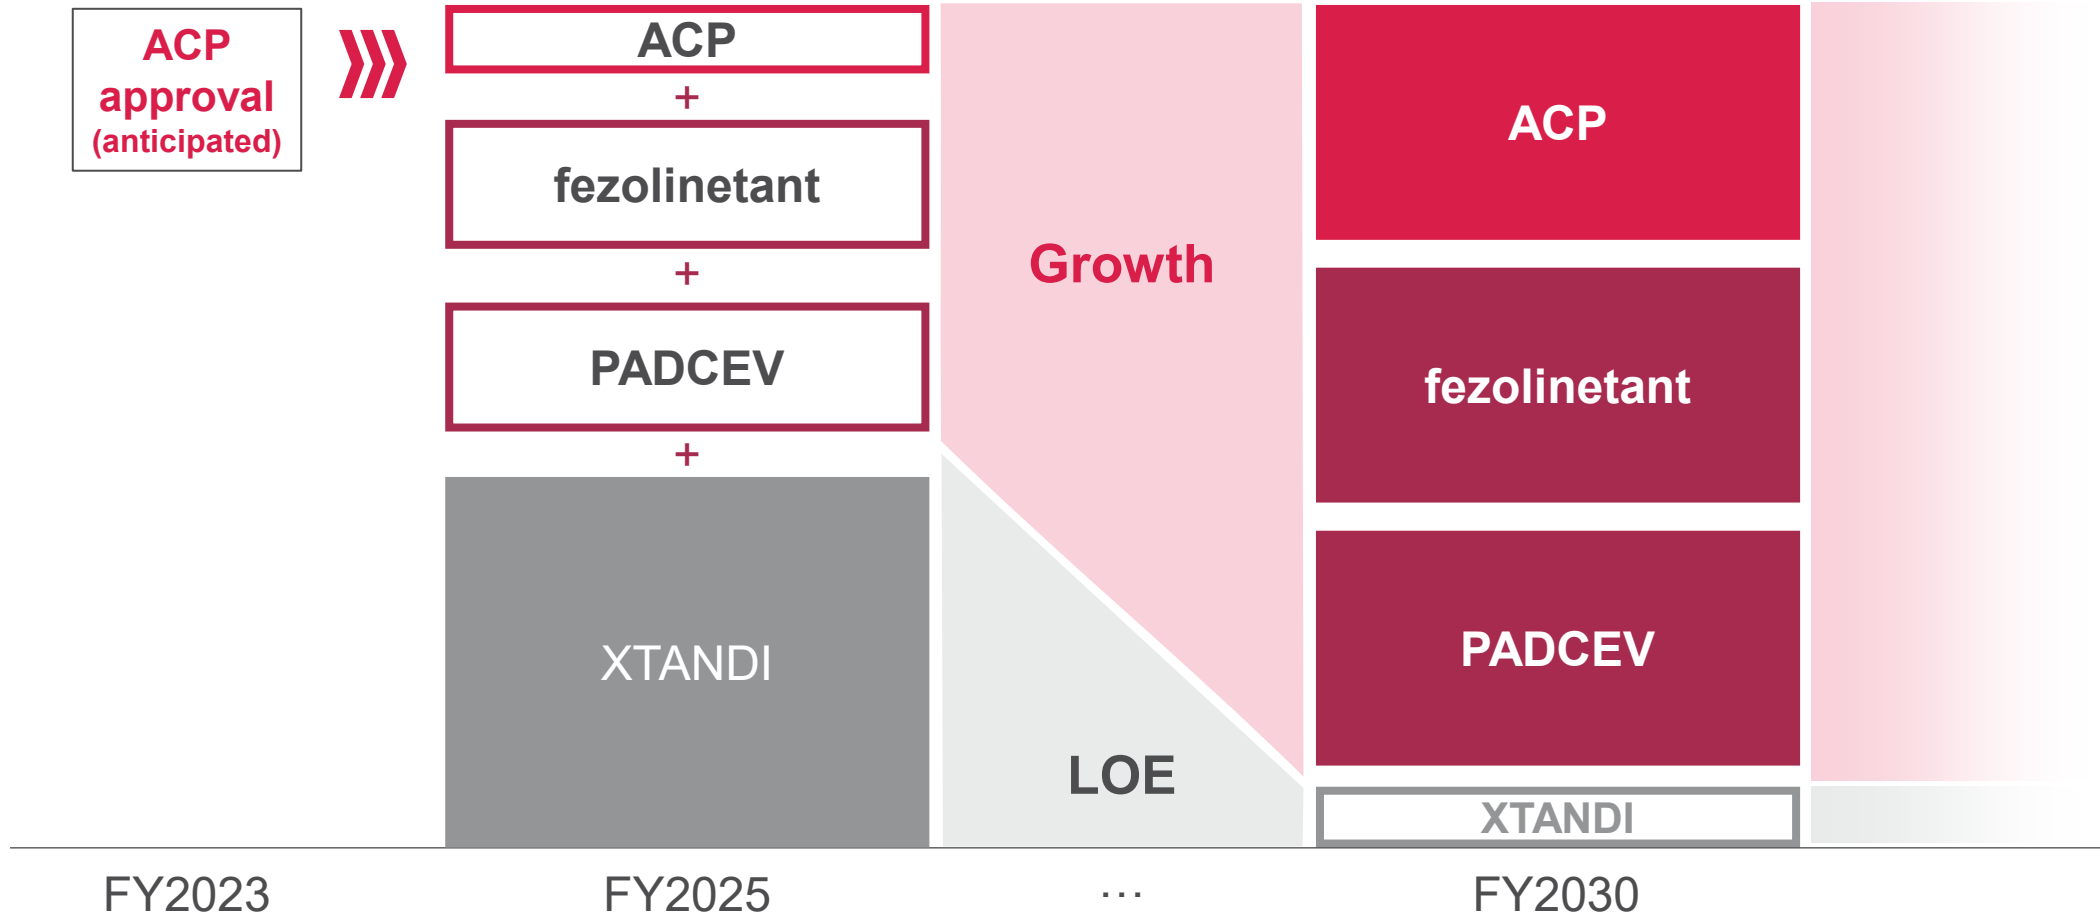 ACP
approval
(anticipated)
ACP
+
fezolinetant
+
PADCEV
+
XTANDI
Growth
LOE
ACP
fezolinetant
PADCEV
XTANDI
FY2023
FY2025
...
FY2030